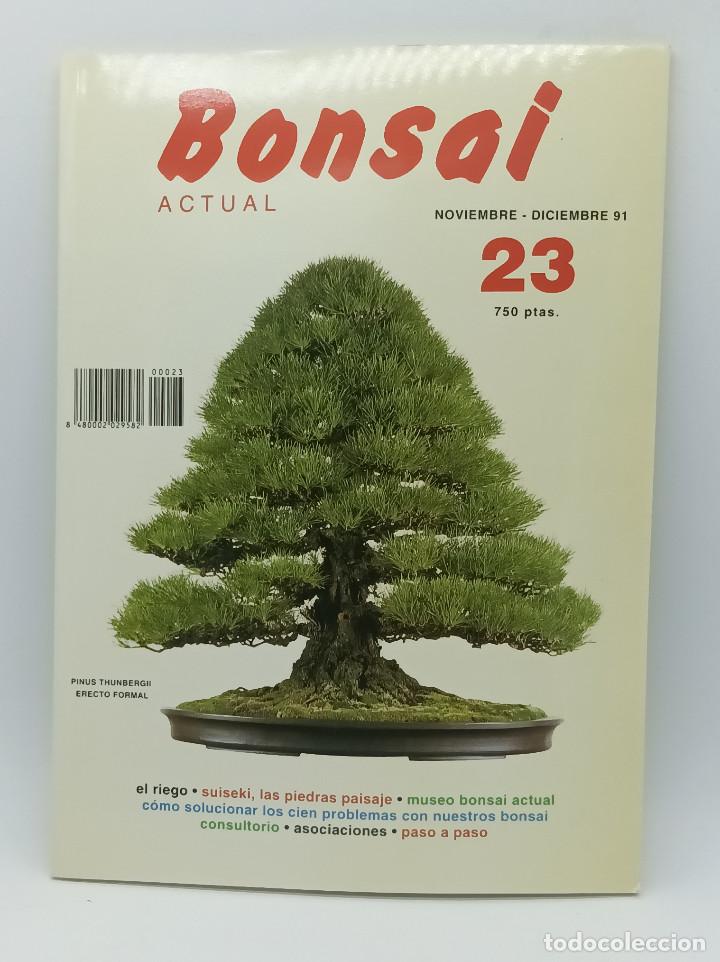 Bonsai
ACTUAL
NOVIEMBRE - DICIEMBRE 91
23
750 ptas.
00023
8 480002 029582
PINUS THUNBERGII
ERECTO FORMAL
el riego • suiseki, las piedras paisaje • museo bonsai actual
cómo solucionar los cien problemas con nuestros bonsai
consultorio • asociaciones • paso a paso
todocoleccion